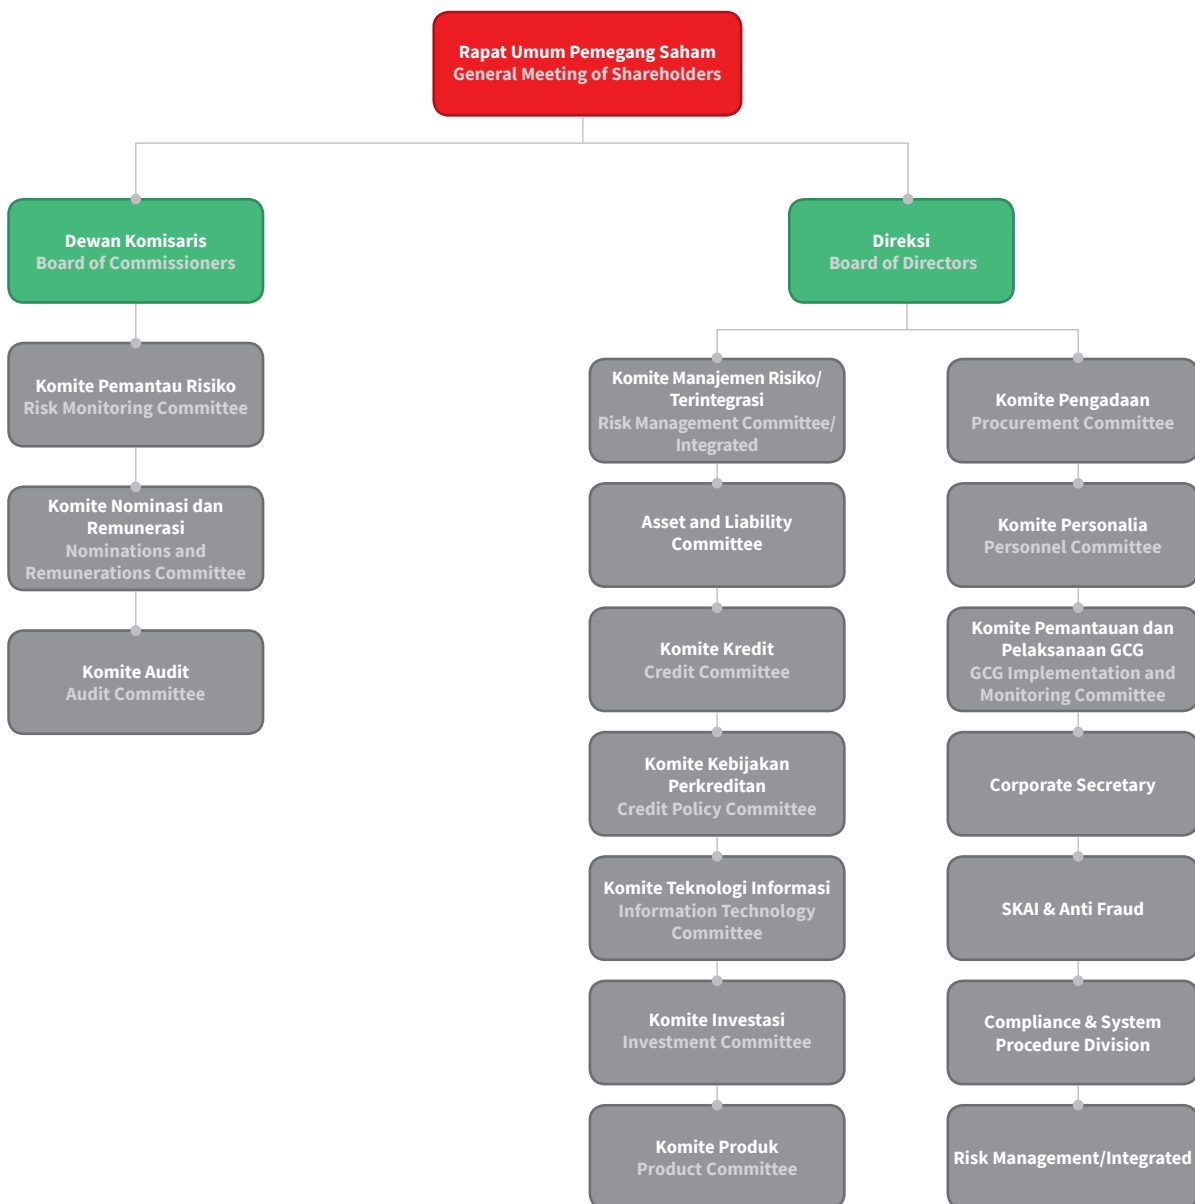 Rapat Umum Pemegang Saham
General Meeting of Shareholders
Dewan Komisaris
Board of Commissioners
Direksi
Board of Directors
Komite Pemantau Risiko
Risk Monitoring Committee
Komite Nominasi dan
Remunerasi
Nominations and
Remunerations Committee
Komite Audit
Audit Committee
Komite Manajemen Risiko/
Terintegrasi
Risk Management Committee/
Integrated
Asset and Liability
Committee
Komite Kredit
Credit Committee
Komite Kebijakan
Perkreditan
Credit Policy Committee
Komite Teknologi Informasi
Information Technology
Committee
Komite Investasi
Investment Committee
Komite Produk
Product Committee
Komite Pengadaan
Procurement Committee
Komite Personalia
Personnel Committee
Komite Pemantauan dan
Pelaksanaan GCG
GCG Implementation and
Monitoring Committee
Corporate Secretary
SKAI & Anti Fraud
Compliance & System
Procedure Division
Risk Management/Integrated